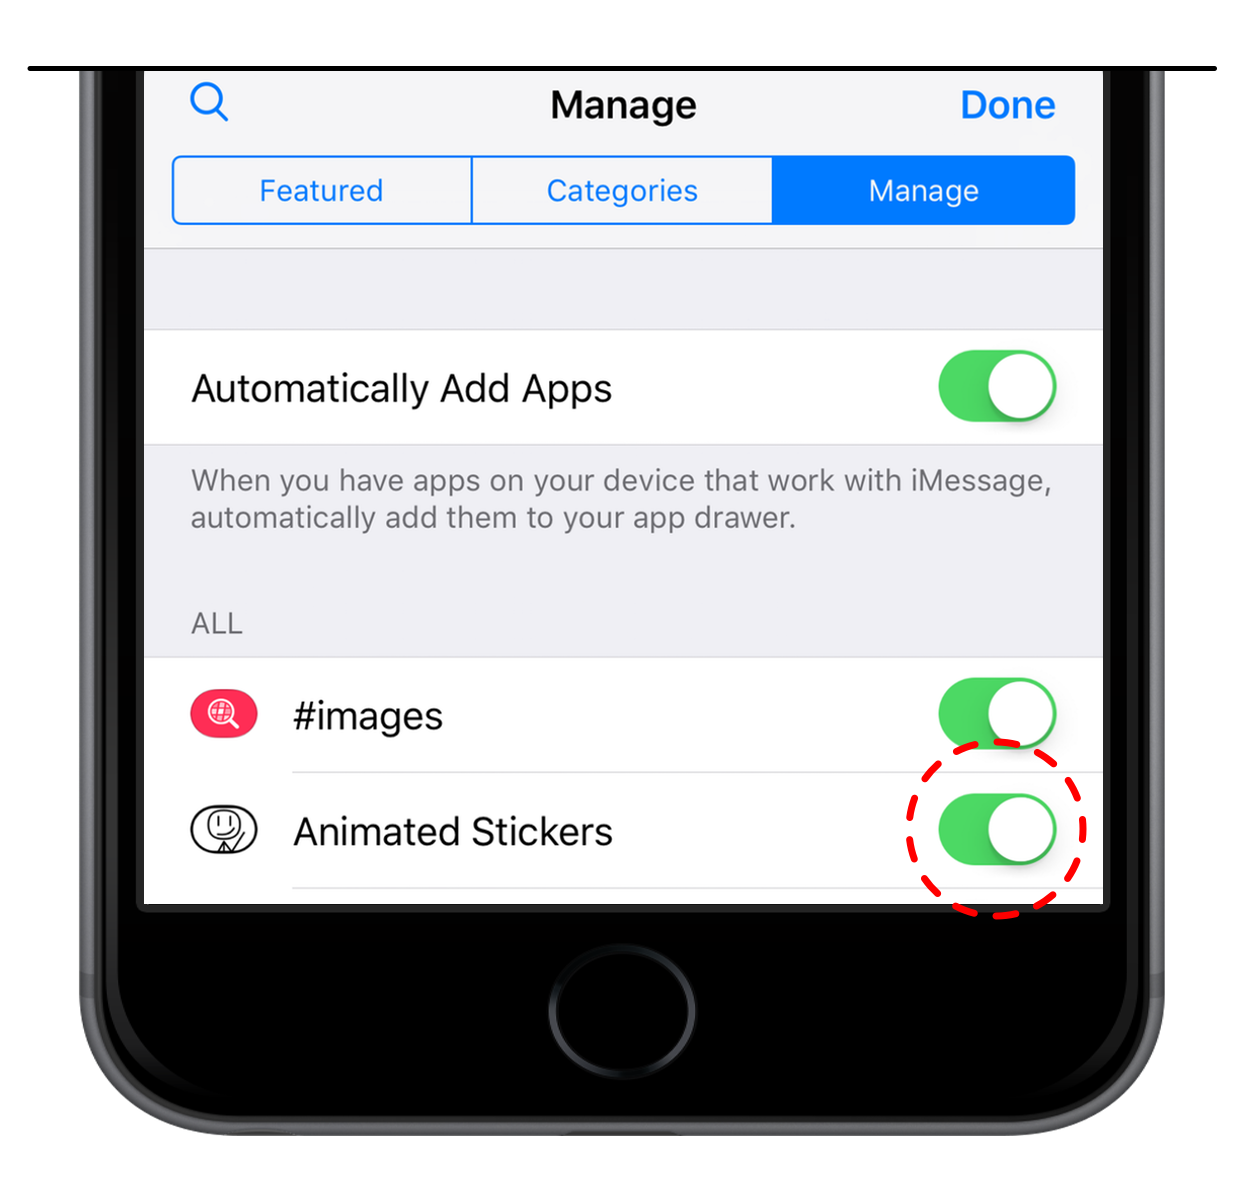 Manage
Done
Featured
Categories
Manage
Automatically Add Apps
When you have apps on your device that work with iMessage,
automatically add them to your app drawer.
ALL
#images
Animated Stickers